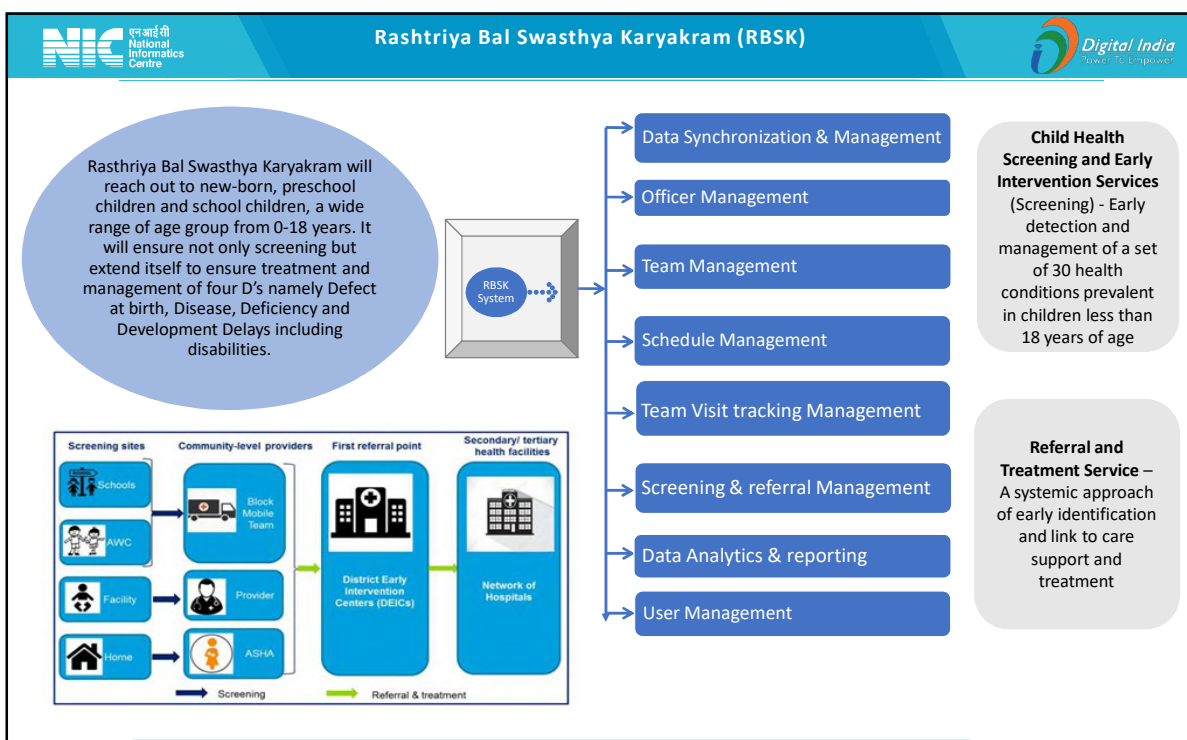 NIC
एन आई सी
National
Informatics
Centre
Rashtriya Bal Swasthya Karyakram (RBSK)
Digital India
Power To Empower
Rasthriya Bal Swasthya Karyakram will
reach out to new-born, preschool
children and school children, a wide
range of age group from 0-18 years. It
will ensure not only screening but
extend itself to ensure treatment and
management of four D’s namely Defect
at birth, Disease, Deficiency and
Development Delays including
disabilities.
RBSK
System
Data Synchronization & Management
Officer Management
Team Management
Schedule Management
Team Visit tracking Management
Screening & referral Management
Data Analytics & reporting
User Management
Child Health
Screening and Early
Intervention Services
(Screening) - Early
detection and
management of a set
of 30 health
conditions prevalent
in children less than
18 years of age
Referral and
Treatment Service –
A systemic approach
of early identification
and link to care
support and
treatment
Screening sites
Community-level providers
First referral point
Secondary/ tertiary
health facilities
Schools
AWC
Facility
Home
Block
Mobile
Team
Provider
ASHA
District Early
Intervention
Centers (DEICs)
Network of
Hospitals
Screening
Referral & treatment